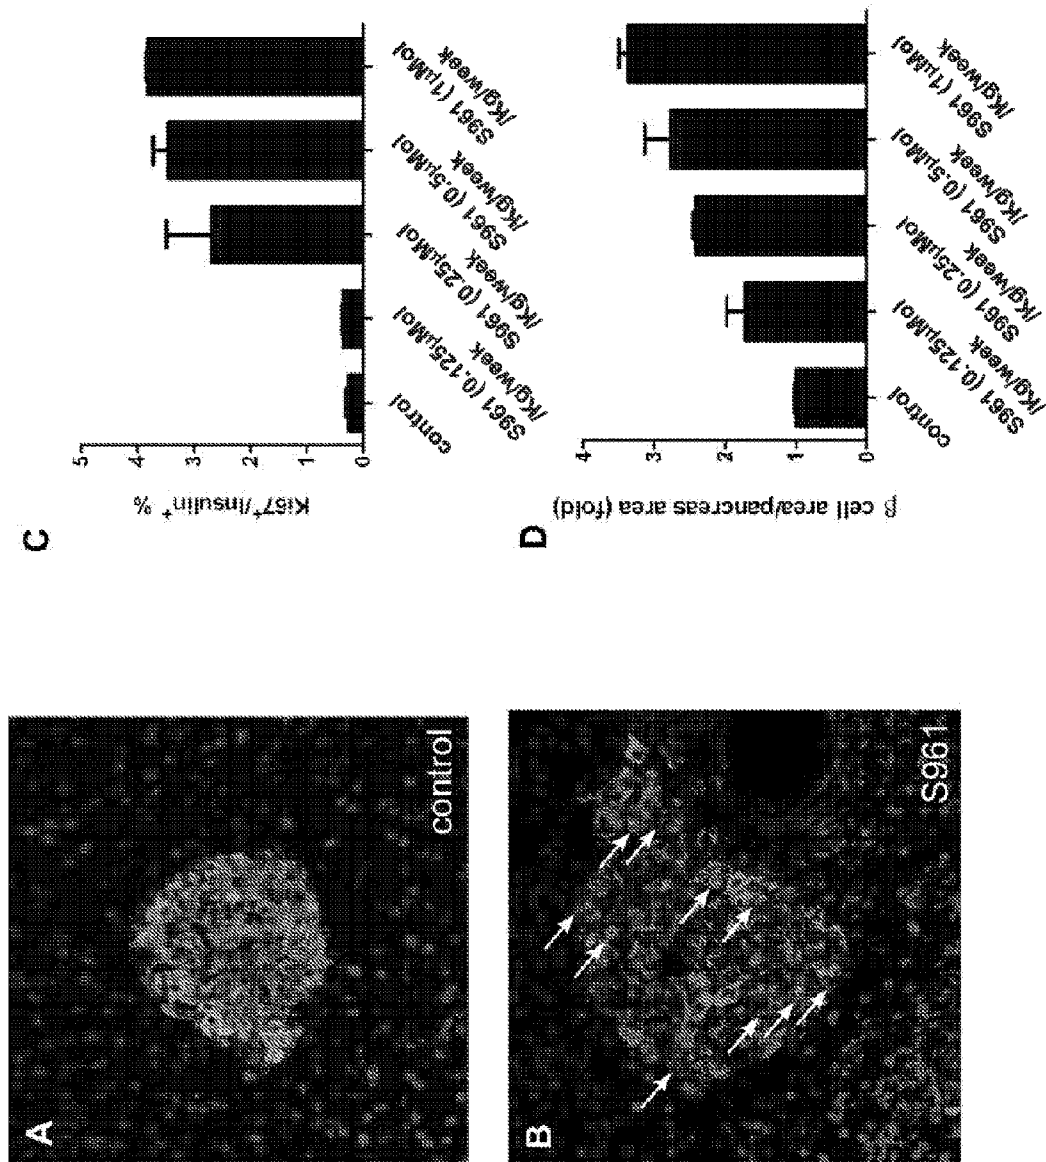 A
control
B
S961
C
Ki67⁺/Insulin⁺ %
5
4
3
2
1
0
control
S961 (0.125μMol
/Kg/week
S961 (0.25μMol
/Kg/week
S961 (0.5μMol
/Kg/week
S961 (1μMol
/Kg/week
D
β cell area/pancreas area (fold)
4
3
2
1
0
control
S961 (0.125μMol
/Kg/week
S961 (0.25μMol
/Kg/week
S961 (0.5μMol
/Kg/week
S961 (1μMol
/Kg/week